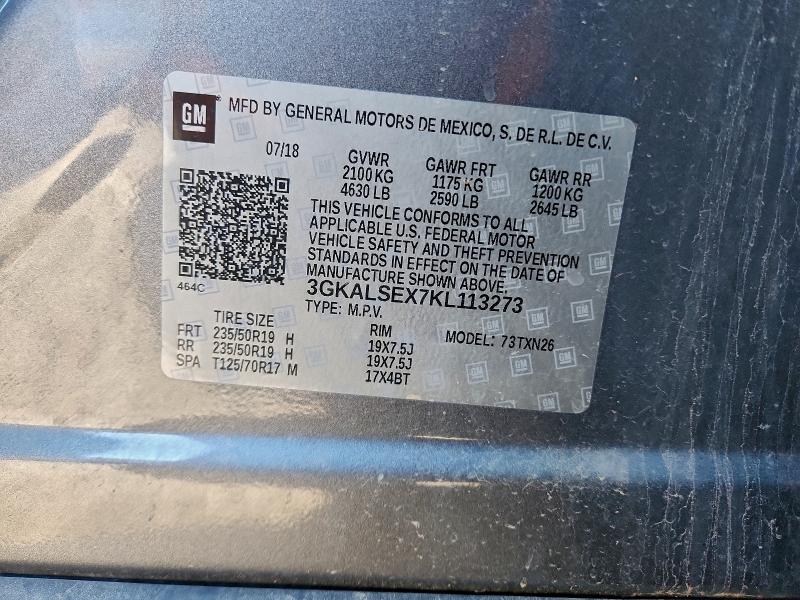 GM
MFD BY GENERAL MOTORS DE MEXICO, S. DE R.L. DE C.V.
07/18 GVWR GAWR FRT GAWR RR
2100 KG 1175 KG 1200 KG
4630 LB 2590 LB 2645 LB
THIS VEHICLE CONFORMS TO ALL
APPLICABLE U.S. FEDERAL MOTOR
VEHICLE SAFETY AND THEFT PREVENTION
STANDARDS IN EFFECT ON THE DATE OF
MANUFACTURE SHOWN ABOVE.
464C
3GKALSEX7KL113273
TYPE: M.P.V. MODEL: 73TXN26
TIRE SIZE RIM
FRT 235/50R19 H 19X7.5J
RR 235/50R19 H 19X7.5J
SPA T125/70R17 M 17X4BT